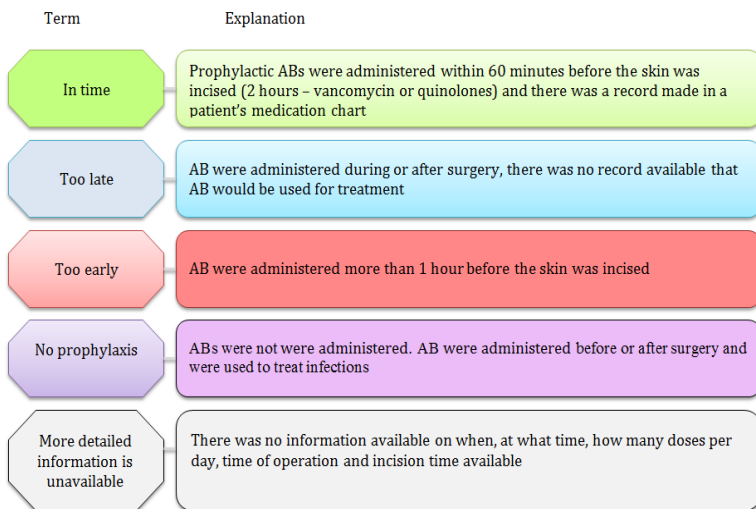 Term
Explanation
In time
Prophylactic ABs were administered within 60 minutes before the skin was
incised (2 hours – vancomycin or quinolones) and there was a record made in a
patient's medication chart
Too late
AB were administered during or after surgery, there was no record available that
AB would be used for treatment
Too early
AB were administered more than 1 hour before the skin was incised
No prophylaxis
ABs were not were administered. AB were administered before or after surgery and
were used to treat infections
More detailed
information is
unavailable
There was no information available on when, at what time, how many doses per
day, time of operation and incision time available